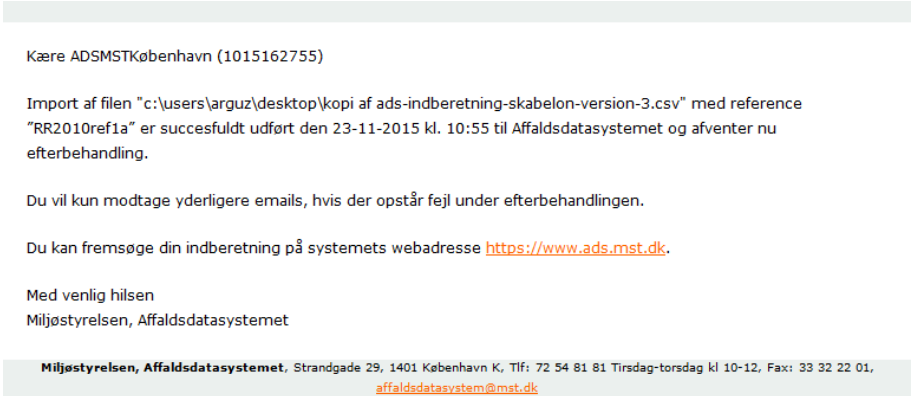 Kære ADSMSTKøbenhavn (1015162755)
Import af filen "c:\users\arguz\desktop\kopi af ads-indberetning-skabelon-version-3.csv" med reference
”RR2010ref1a” er succesfuldt udført den 23-11-2015 kl. 10:55 til Affaldsdatasystemet og afventer nu
efterbehandling.
Du vil kun modtage yderligere emails, hvis der opstår fejl under efterbehandlingen.
Du kan fremsøge din indberetning på systemets webadresse https://www.ads.mst.dk.
Med venlig hilsen
Miljøstyrelsen, Affaldsdatasystemet
Miljøstyrelsen, Affaldsdatasystemet, Strandgade 29, 1401 København K, Tlf: 72 54 81 81 Tirsdag-torsdag kl 10-12, Fax: 33 32 22 01,
affaldsdatasystem@mst.dk